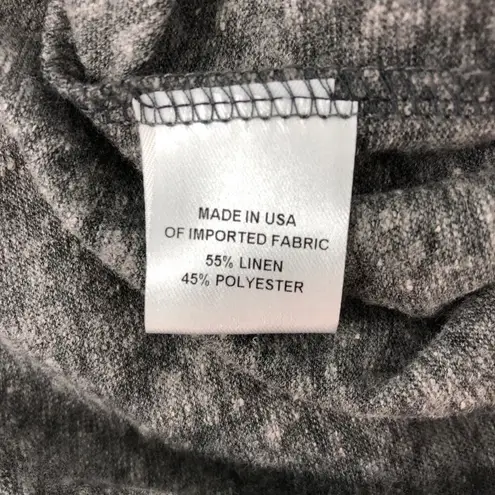 MADE IN USA
OF IMPORTED FABRIC
55% LINEN
45% POLYESTER